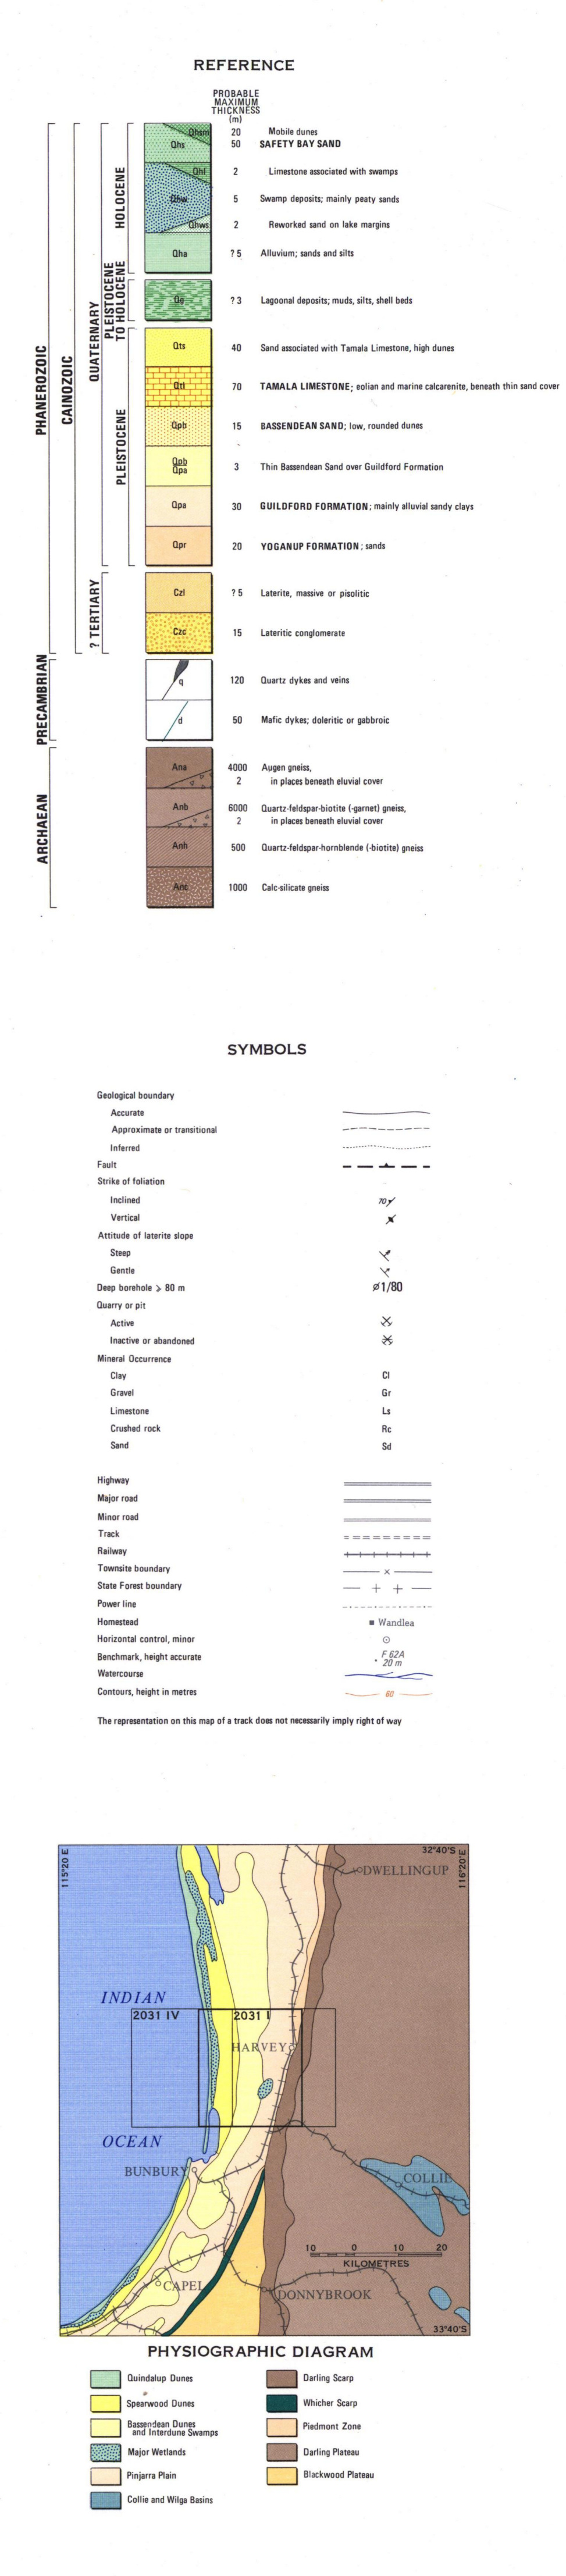 REFERENCE
PROBABLE
MAXIMUM
THICKNESS
(m)
PHANEROZOIC
CAINOZOIC
QUATERNARY
HOLOCENE
Qhsm 20 Mobile dunes
Qhs 50 SAFETY BAY SAND
Qhl 2 Limestone associated with swamps
Qhw 5 Swamp deposits; mainly peaty sands
Qhws 2 Reworked sand on lake margins
Qha ? 5 Alluvium; sands and silts
PLEISTOCENE
TO HOLOCENE
Qg ? 3 Lagoonal deposits; muds, silts, shell beds
PLEISTOCENE
Qts 40 Sand associated with Tamala Limestone, high dunes
Qtl 70 TAMALA LIMESTONE; eolian and marine calcarenite, beneath thin sand cover
Qpb 15 BASSENDEAN SAND; low, rounded dunes
Qpb
Qpa 3 Thin Bassendean Sand over Guildford Formation
Qpa 30 GUILDFORD FORMATION; mainly alluvial sandy clays
Qpr 20 YOGANUP FORMATION; sands
? TERTIARY
Czl ? 5 Laterite, massive or pisolitic
Czc 15 Lateritic conglomerate
PRECAMBRIAN
q 120 Quartz dykes and veins
d 50 Mafic dykes; doleritic or gabbroic
ARCHAEAN
Ana 4000 Augen gneiss,
2 in places beneath eluvial cover
Anb 6000 Quartz-feldspar-biotite (-garnet) gneiss,
2 in places beneath eluvial cover
Anh 500 Quartz-feldspar-hornblende (-biotite) gneiss
Anc 1000 Calc-silicate gneiss
SYMBOLS
Geological boundary
Accurate
Approximate or transitional
Inferred
Fault
Strike of foliation
Inclined 70
Vertical
Attitude of laterite slope
Steep
Gentle
Deep borehole ⩾ 80 m ø1/80
Quarry or pit
Active
Inactive or abandoned
Mineral Occurrence
Clay Cl
Gravel Gr
Limestone Ls
Crushed rock Rc
Sand Sd
Highway
Major road
Minor road
Track
Railway
Townsite boundary
State Forest boundary
Power line
Homestead Wandlea
Horizontal control, minor
Benchmark, height accurate F 62A
20 m
Watercourse
Contours, height in metres 60
The representation on this map of a track does not necessarily imply right of way
115°20 E
32°40'S
116°20'E
DWELLINGUP
INDIAN
2031 IV
2031 I
HARVEY
OCEAN
BUNBURY
COLLIE
10 0 10 20
KILOMETRES
CAPEL
DONNYBROOK
33°40'S
PHYSIOGRAPHIC DIAGRAM
Quindalup Dunes
Spearwood Dunes
Bassendean Dunes
and Interdune Swamps
Major Wetlands
Pinjarra Plain
Collie and Wilga Basins
Darling Scarp
Whicher Scarp
Piedmont Zone
Darling Plateau
Blackwood Plateau